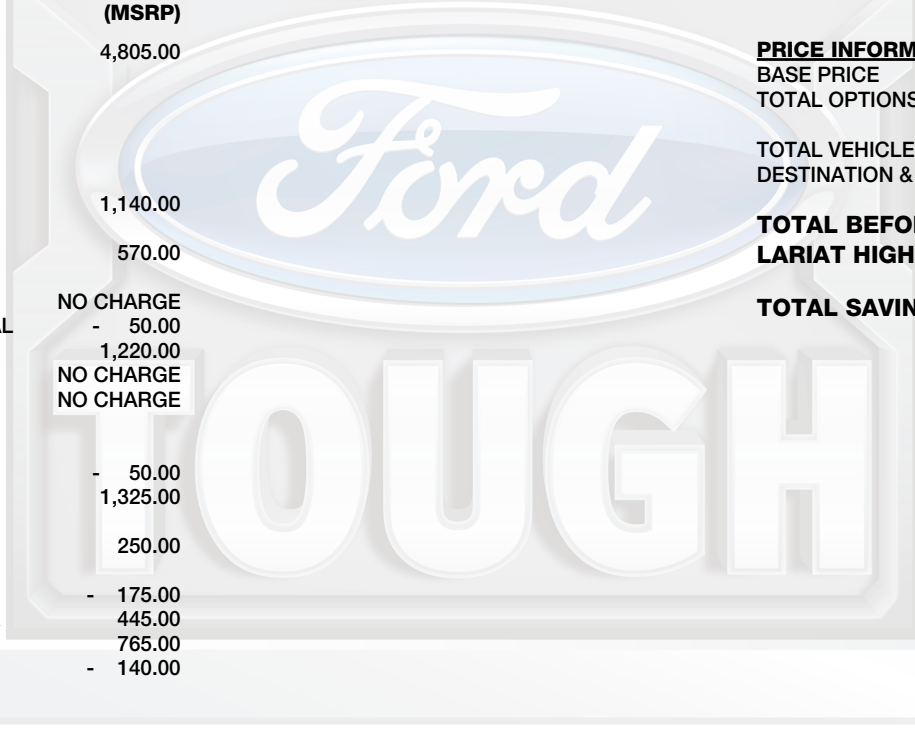 (MSRP)
4,805.00
1,140.00
570.00
NO CHARGE
AL - 50.00
1,220.00
NO CHARGE
NO CHARGE
- 50.00
1,325.00
250.00
- 175.00
445.00
765.00
- 140.00
PRICE INFORM
BASE PRICE
TOTAL OPTIONS
TOTAL VEHICLE
DESTINATION &
TOTAL BEFO
LARIAT HIGH
TOTAL SAVIN
Ford
TOUGH